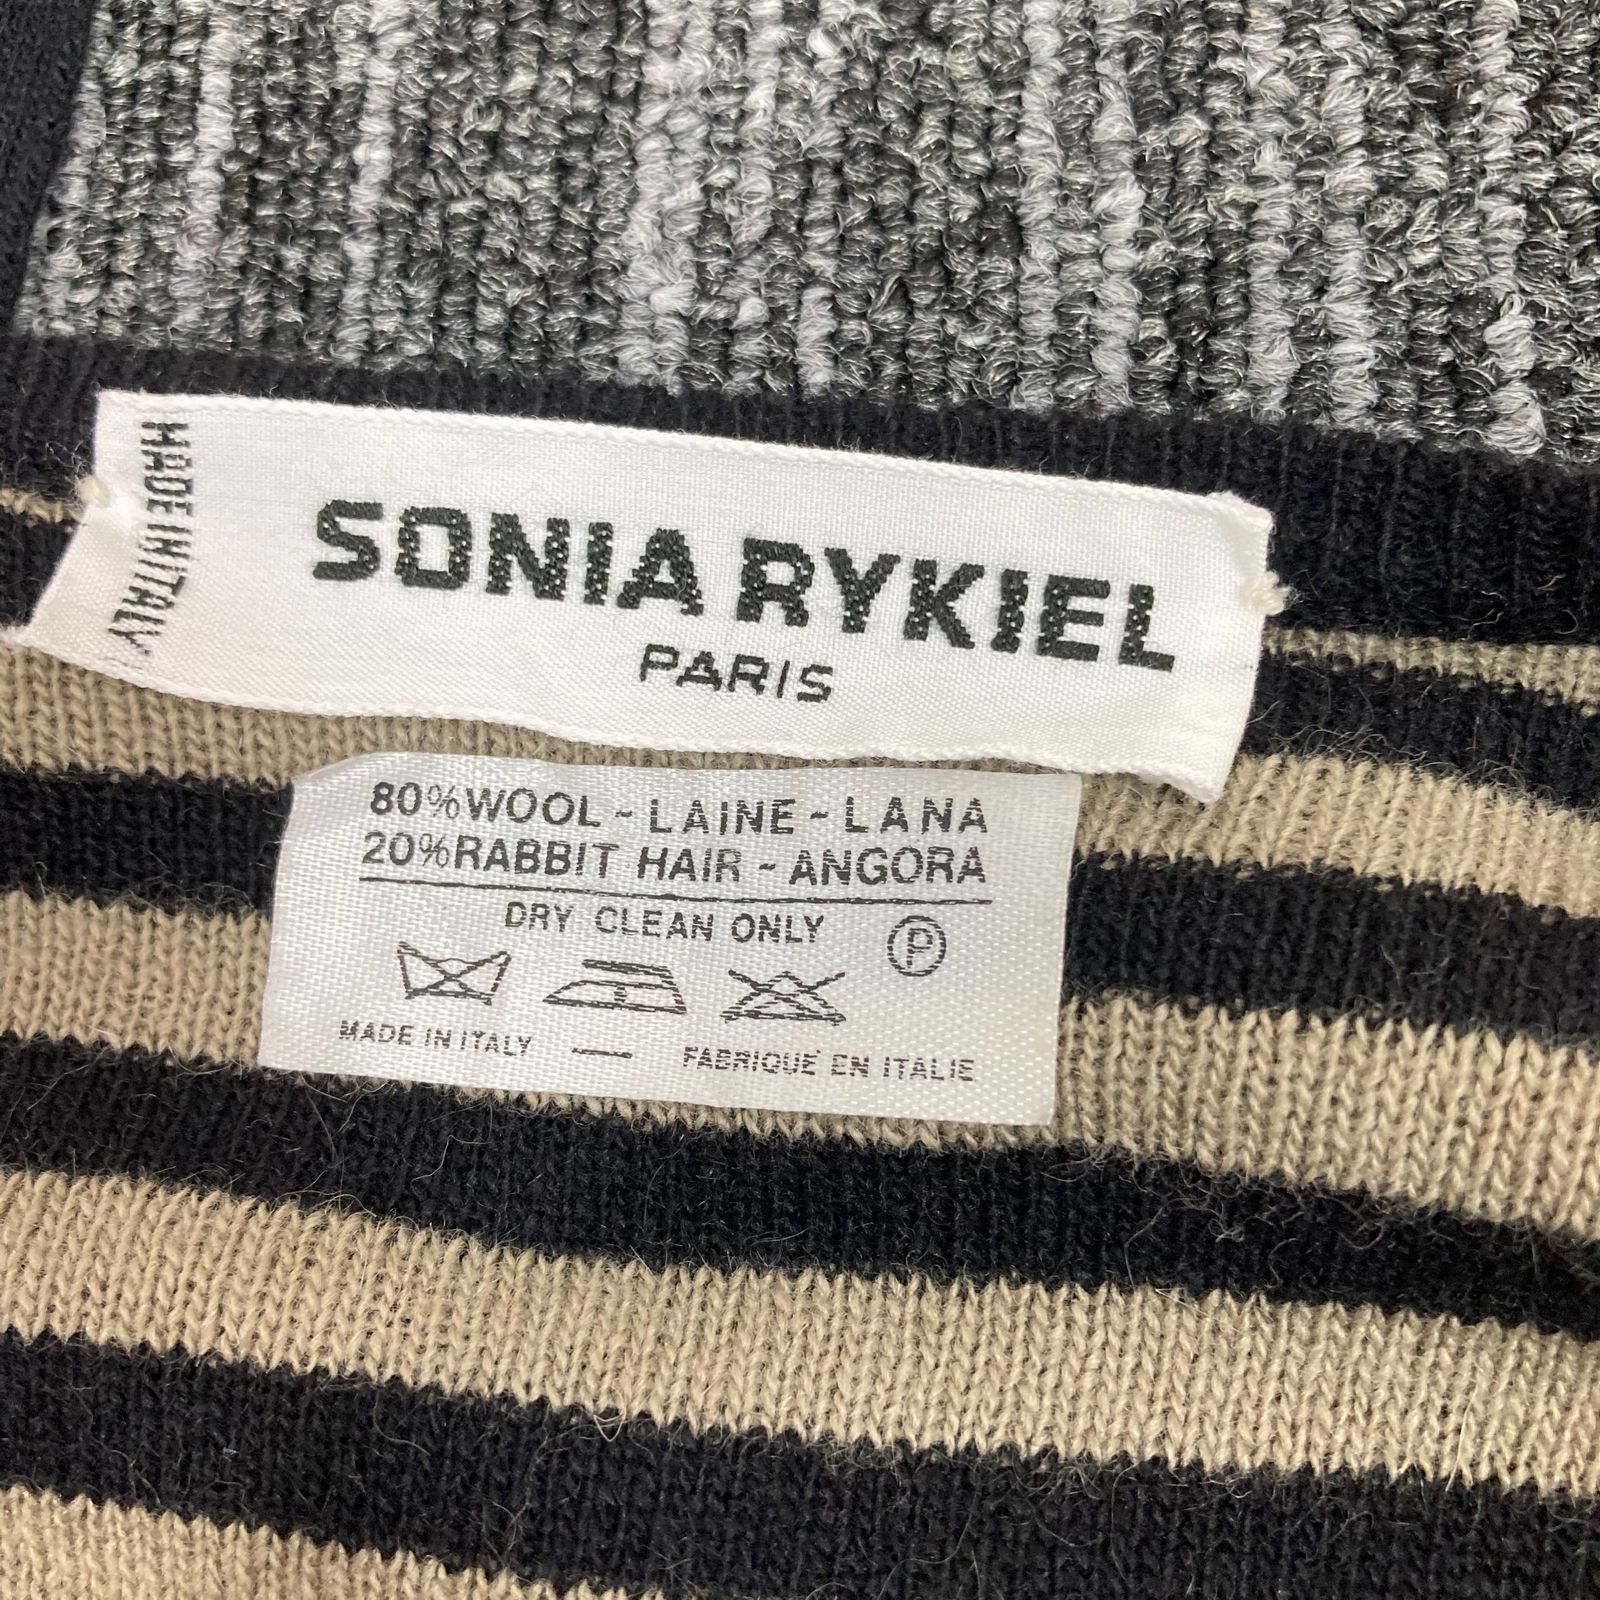 MADE IN ITALY
SONIA RYKIEL
PARIS
80%WOOL - LAINE - LANA
20%RABBIT HAIR - ANGORA
DRY CLEAN ONLY
P
MADE IN ITALY — FABRIQUÉ EN ITALIE